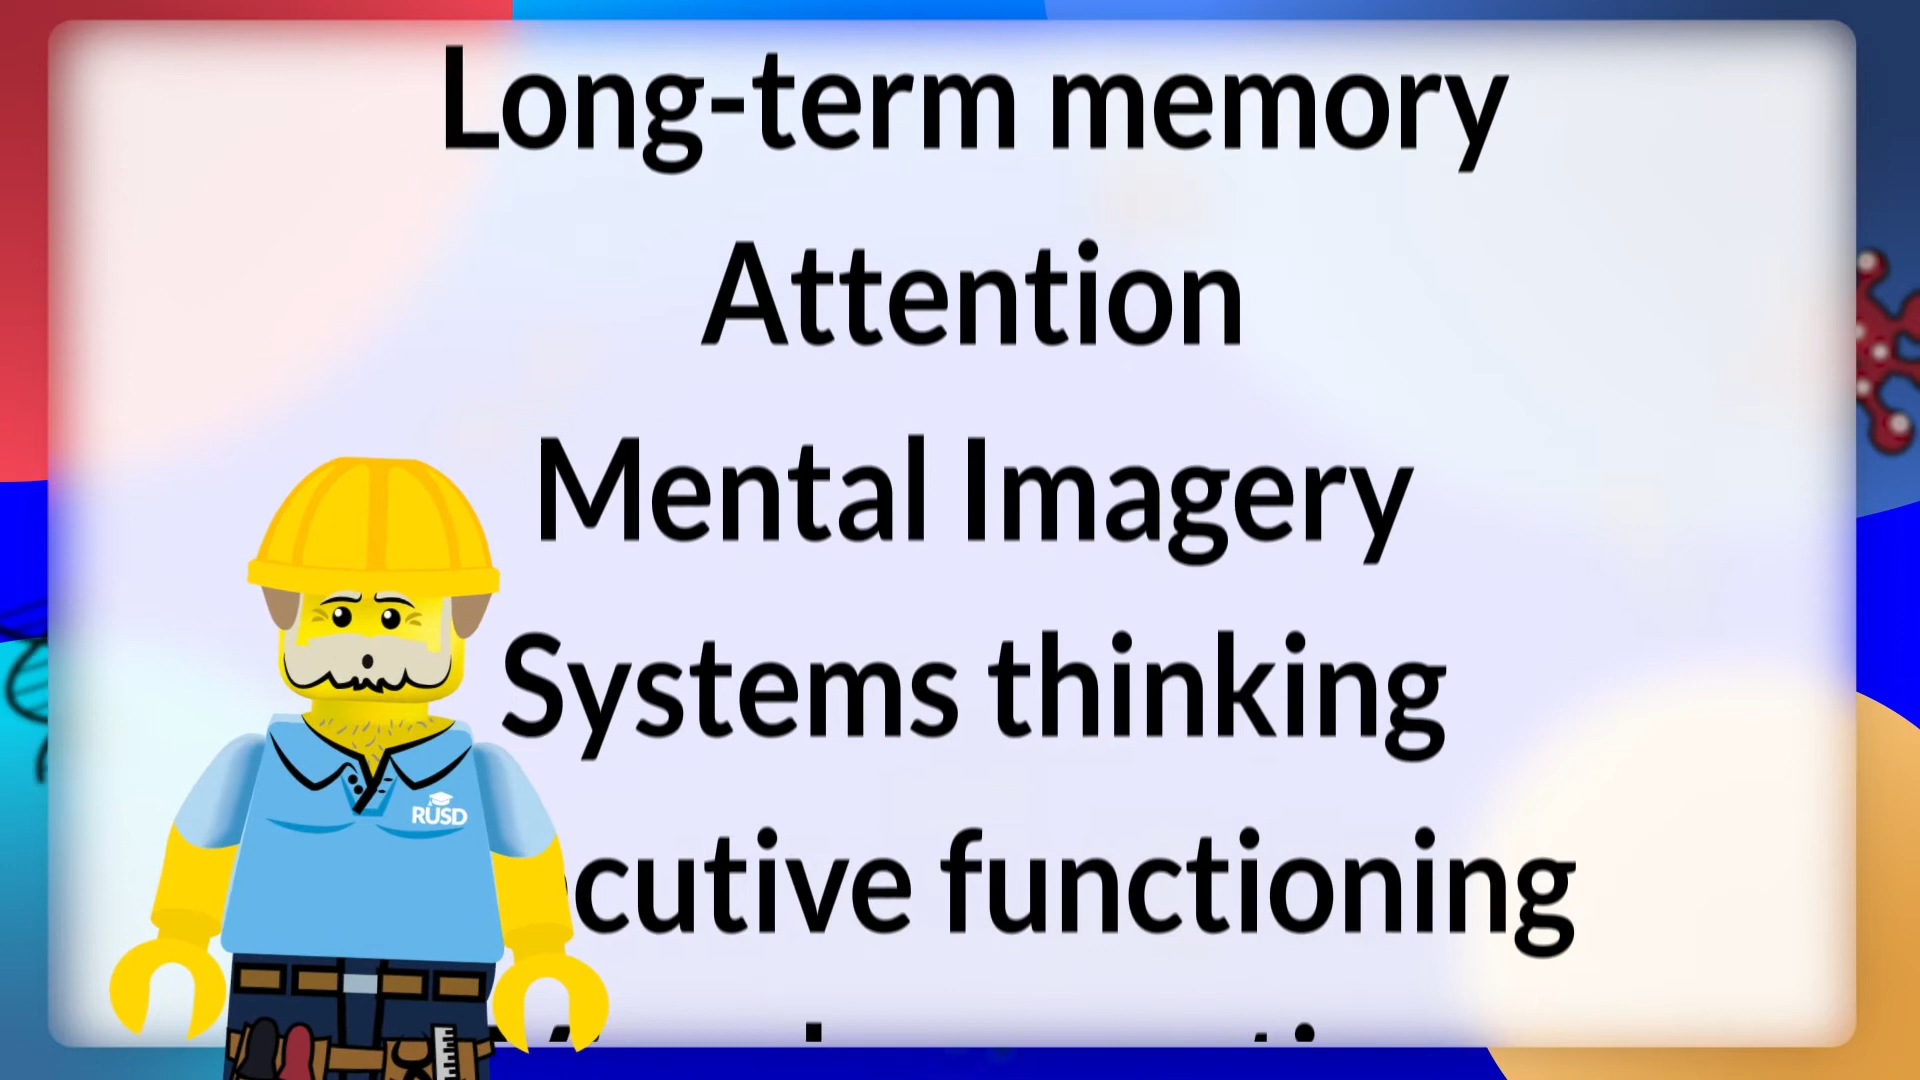 Long-term memory
Attention
Mental Imagery
Systems thinking
RUSD
cutive functioning